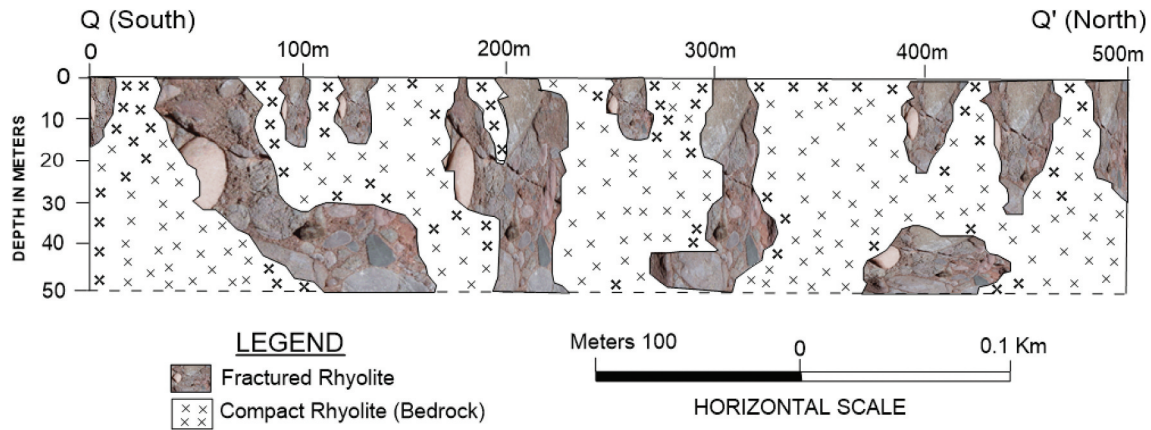 Q (South)
Q' (North)
0 100m 200m 300m 400m 500m
0
10
20
30
40
50
DEPTH IN METERS
LEGEND
Fractured Rhyolite
Compact Rhyolite (Bedrock)
Meters 100 0 0.1 Km
HORIZONTAL SCALE